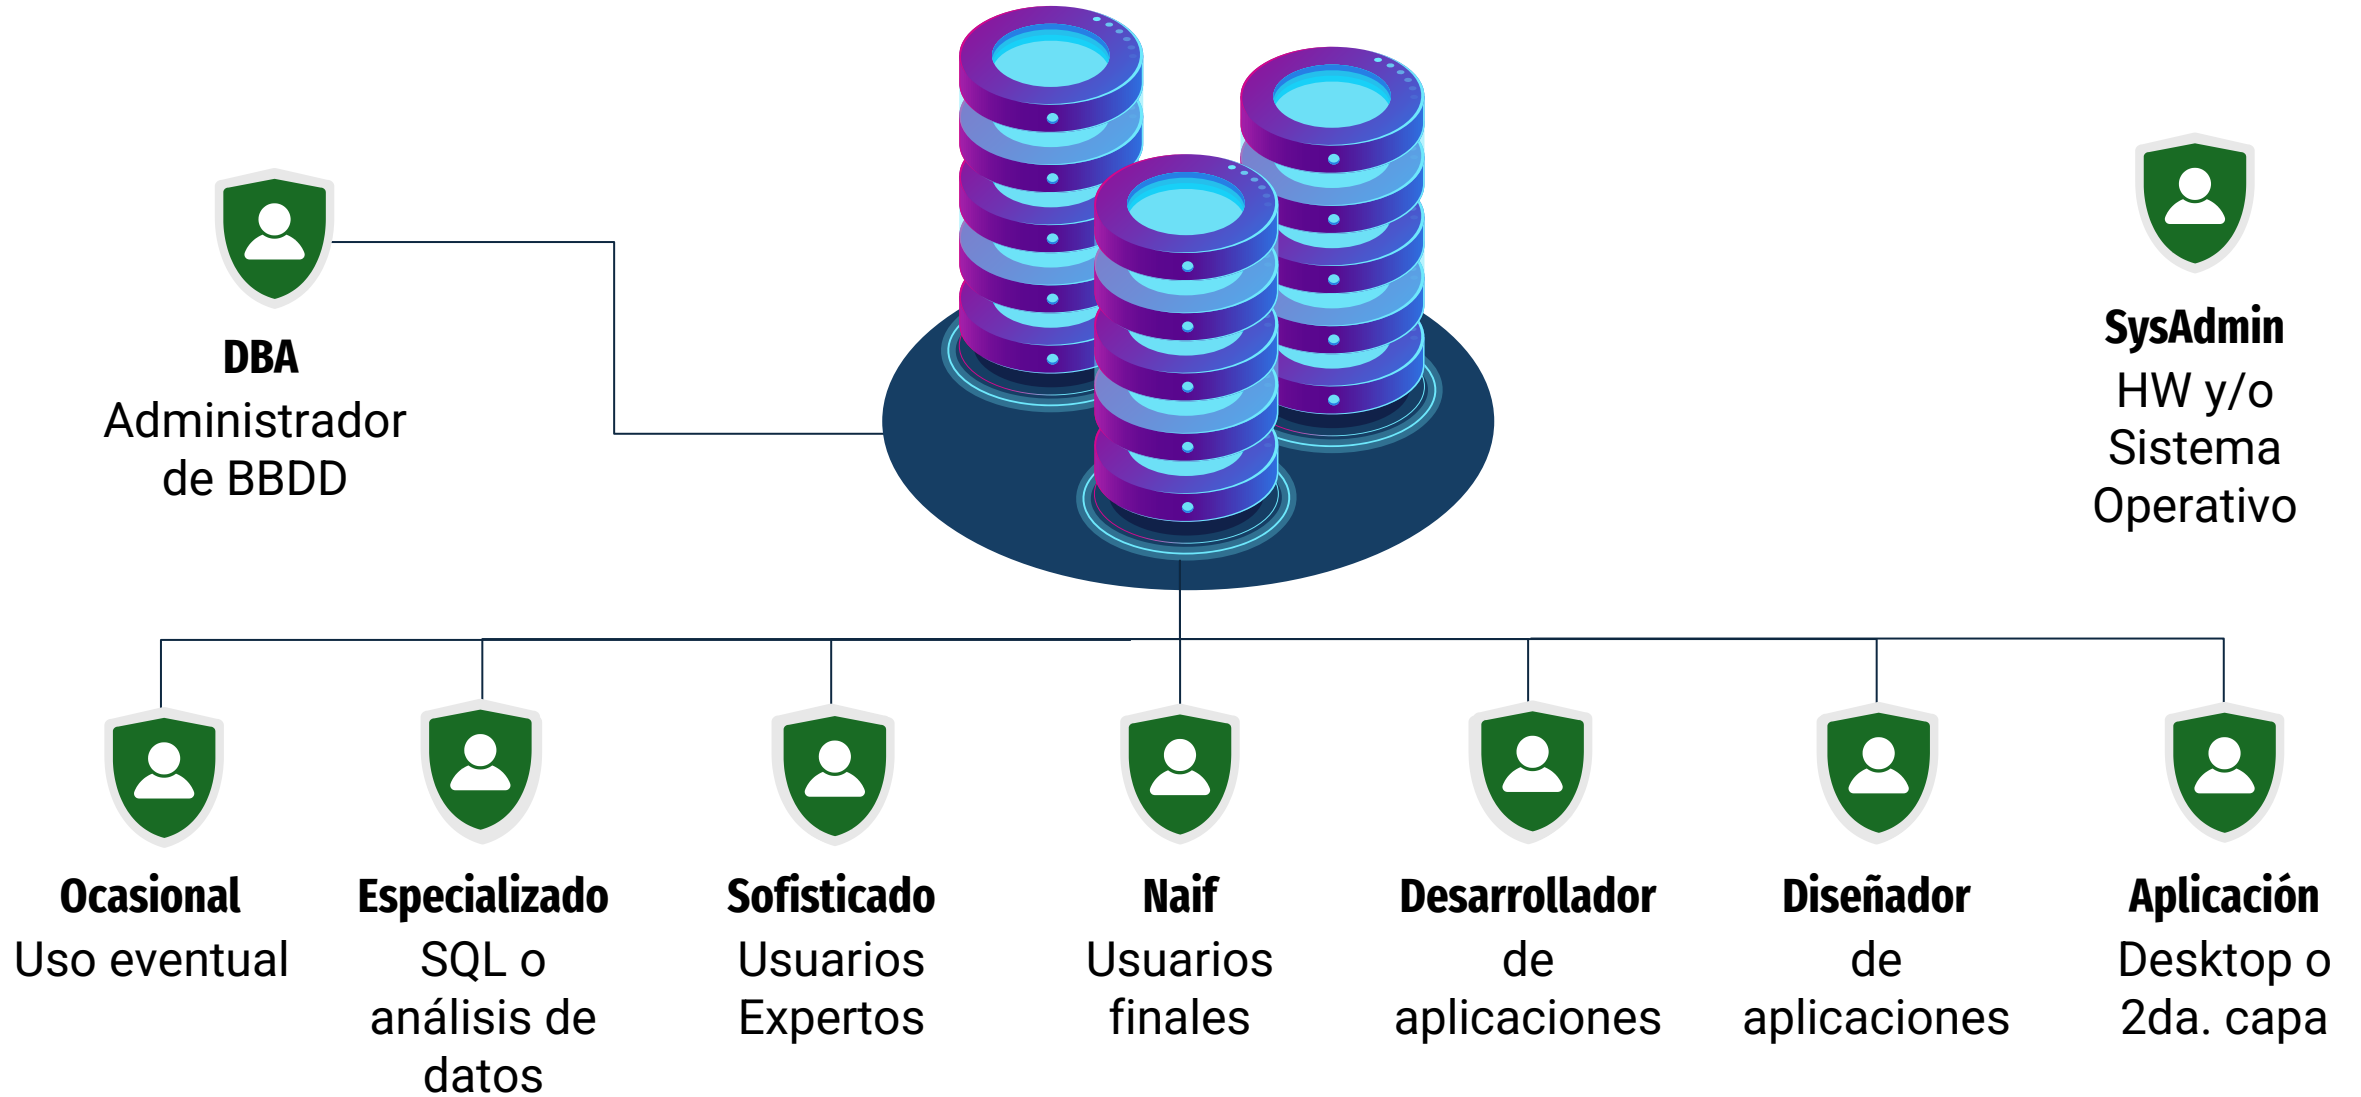 DBA
Administrador
de BBDD
SysAdmin
HW y/o
Sistema
Operativo
Ocasional
Uso eventual
Especializado
SQL o
análisis de
datos
Sofisticado
Usuarios
Expertos
Naif
Usuarios
finales
Desarrollador
de
aplicaciones
Diseñador
de
aplicaciones
Aplicación
Desktop o
2da. capa